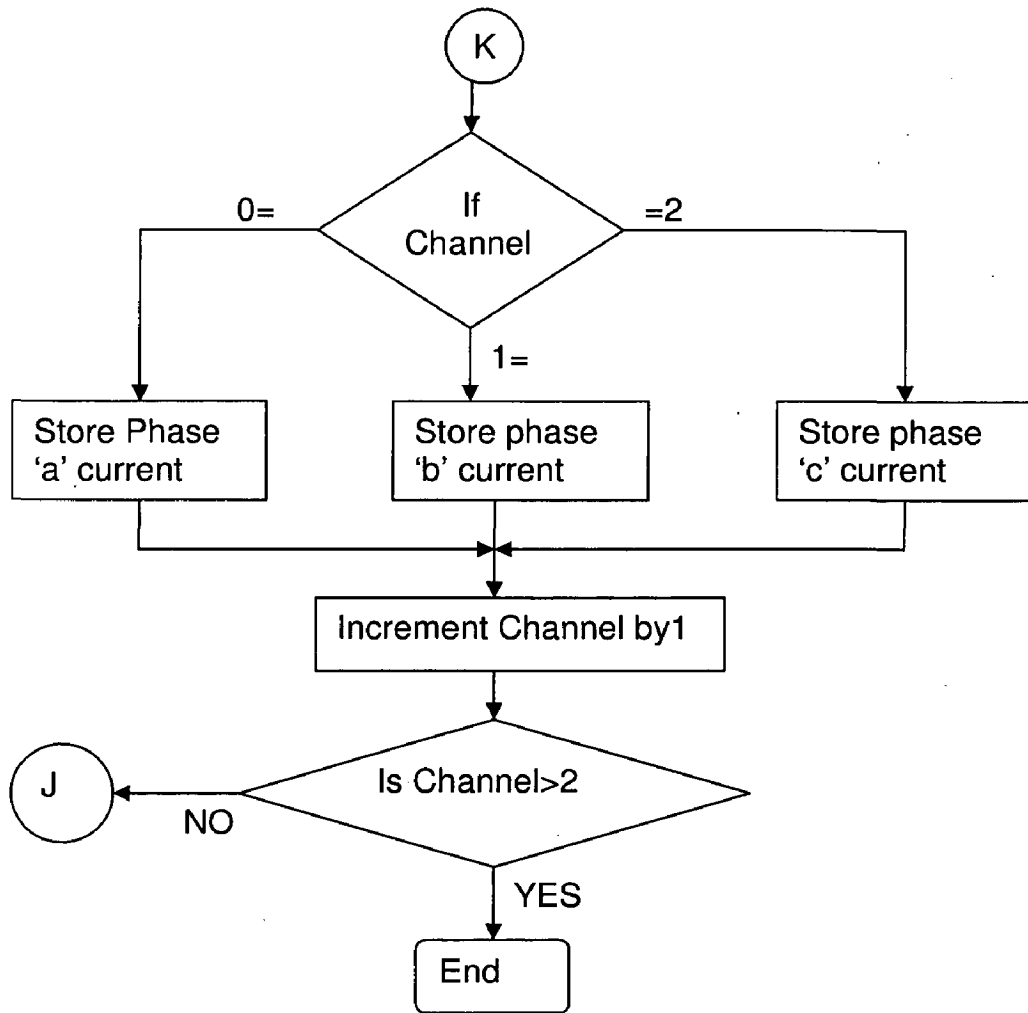 K
If
Channel
0=
=2
1=
Store Phase
‘a’ current
Store phase
‘b’ current
Store phase
‘c’ current
Increment Channel by1
Is Channel>2
J
NO
YES
End